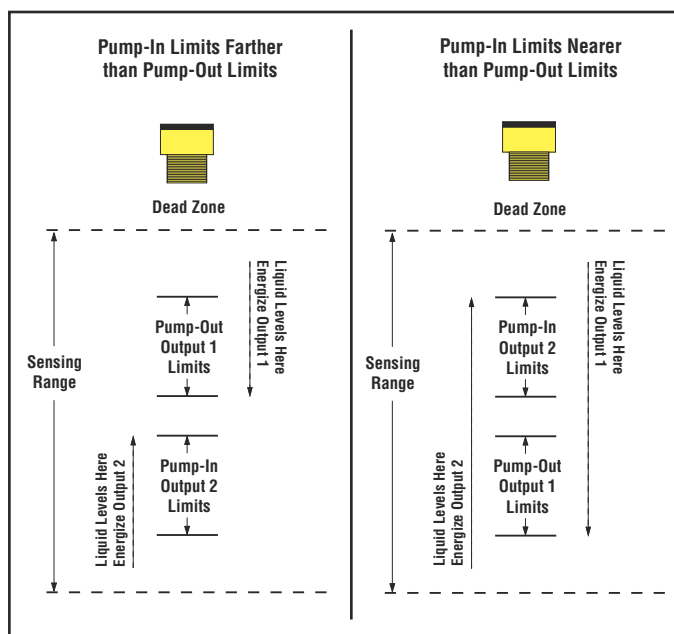 Pump-In Limits Farther
than Pump-Out Limits
Dead Zone
Liquid Levels Here
Energize Output 1
Pump-Out
Output 1
Limits
Sensing
Range
Pump-In
Output 2
Limits
Liquid Levels Here
Energize Output 2
Pump-In Limits Nearer
than Pump-Out Limits
Dead Zone
Liquid Levels Here
Energize Output 1
Pump-In
Output 2
Limits
Sensing
Range
Pump-Out
Output 1
Limits
Liquid Levels Here
Energize Output 2